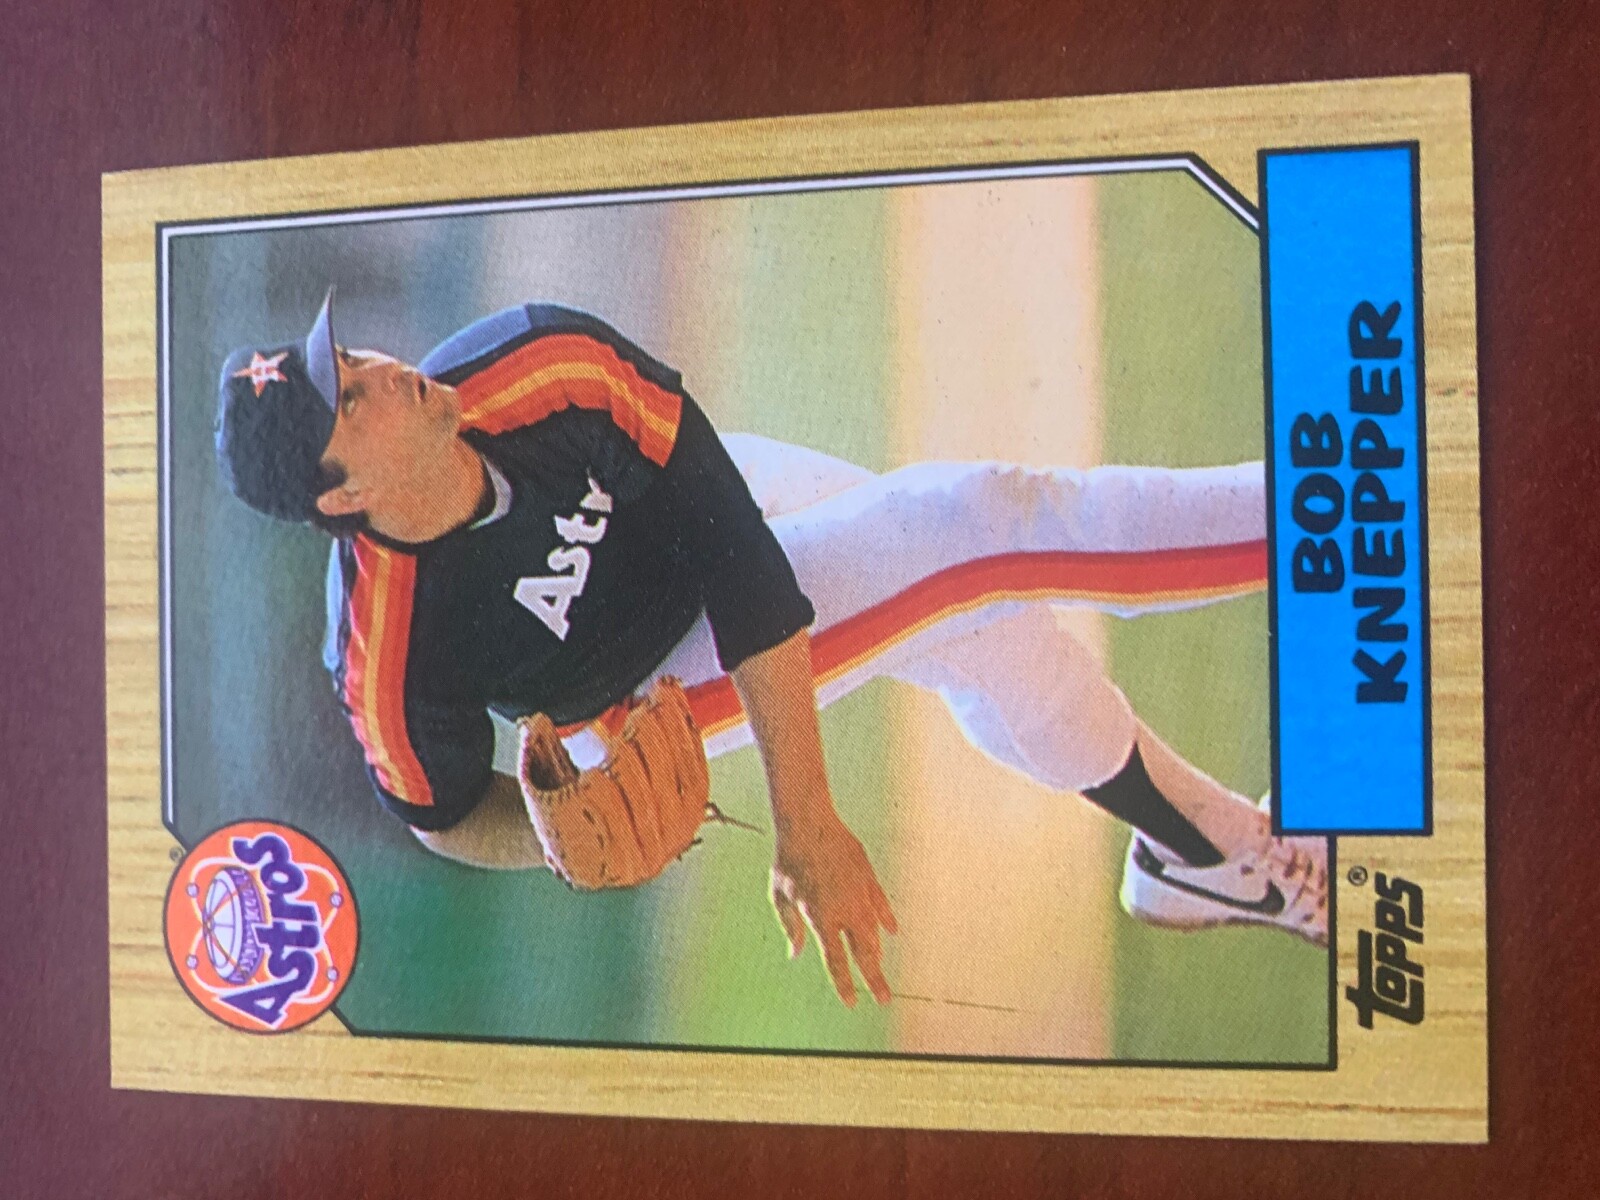 Astros
®
H
Astr
BOB
KNEPPER
topps®